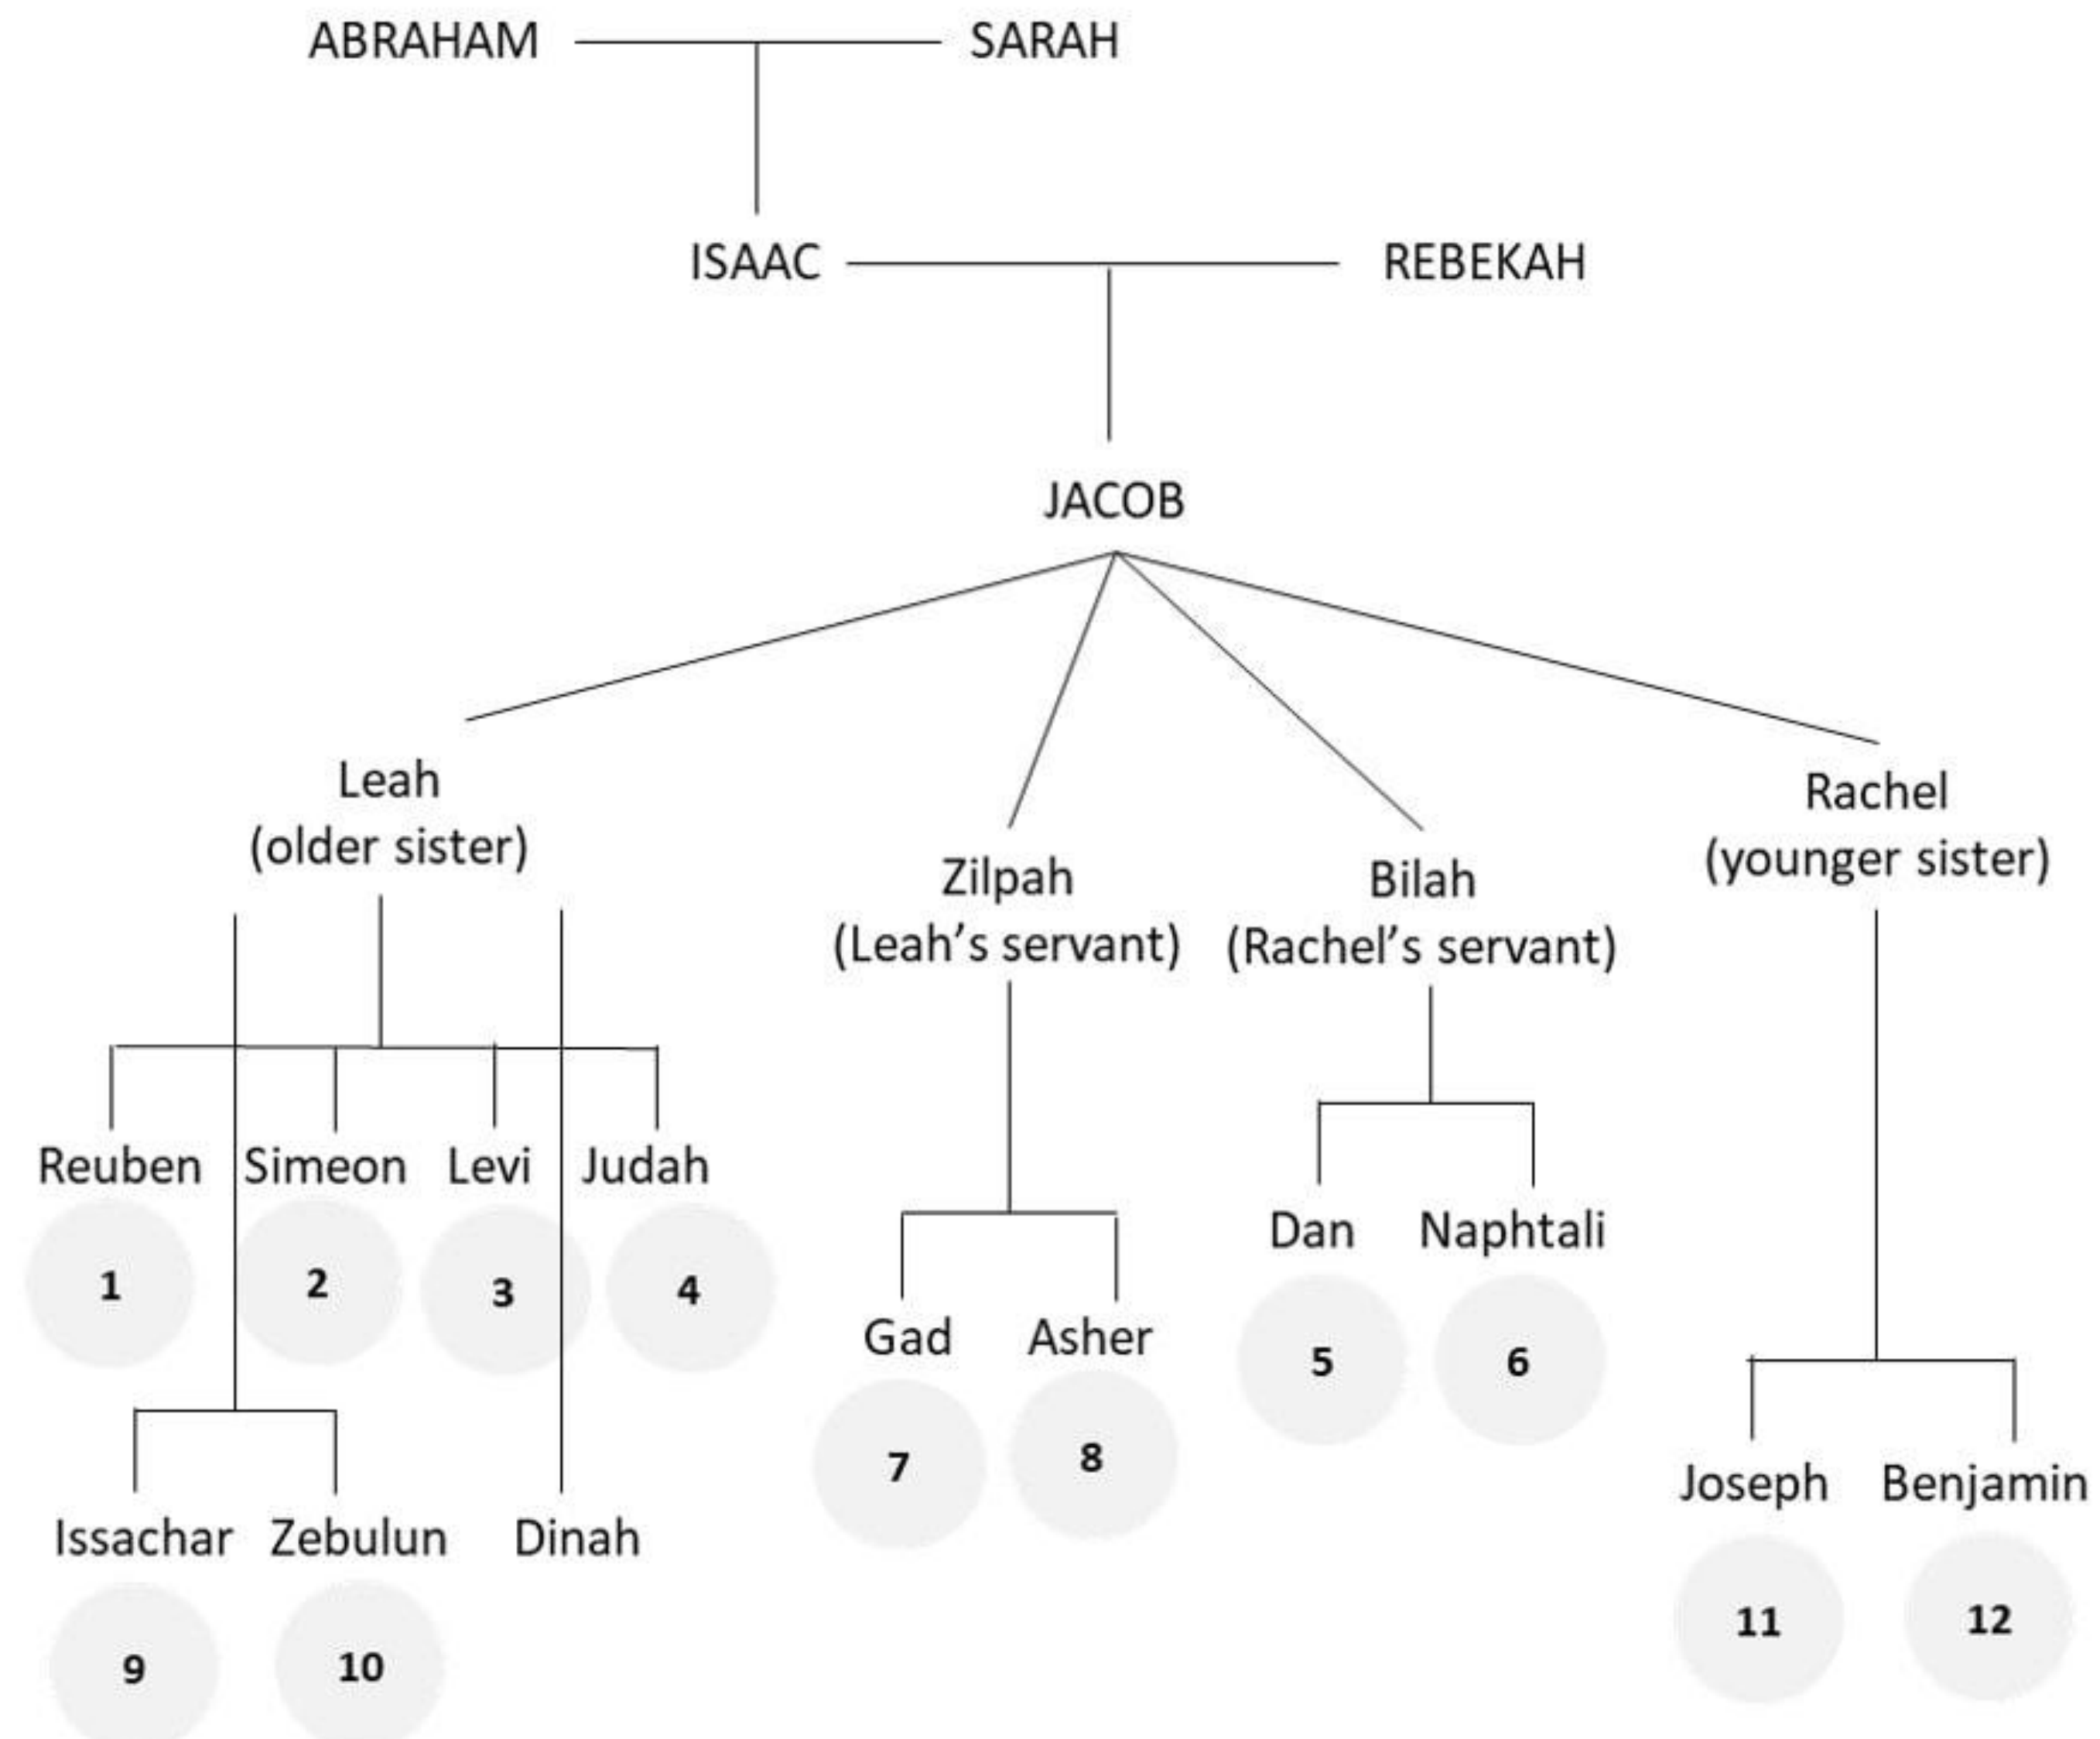 ABRAHAM SARAH
ISAAC REBEKAH
JACOB
Leah
(older sister)
Zilpah
(Leah’s servant)
Bilah
(Rachel’s servant)
Rachel
(younger sister)
Reuben Simeon Levi Judah
1 2 3 4
Issachar Zebulun Dinah
9 10
Gad Asher
7 8
Dan Naphtali
5 6
Joseph Benjamin
11 12